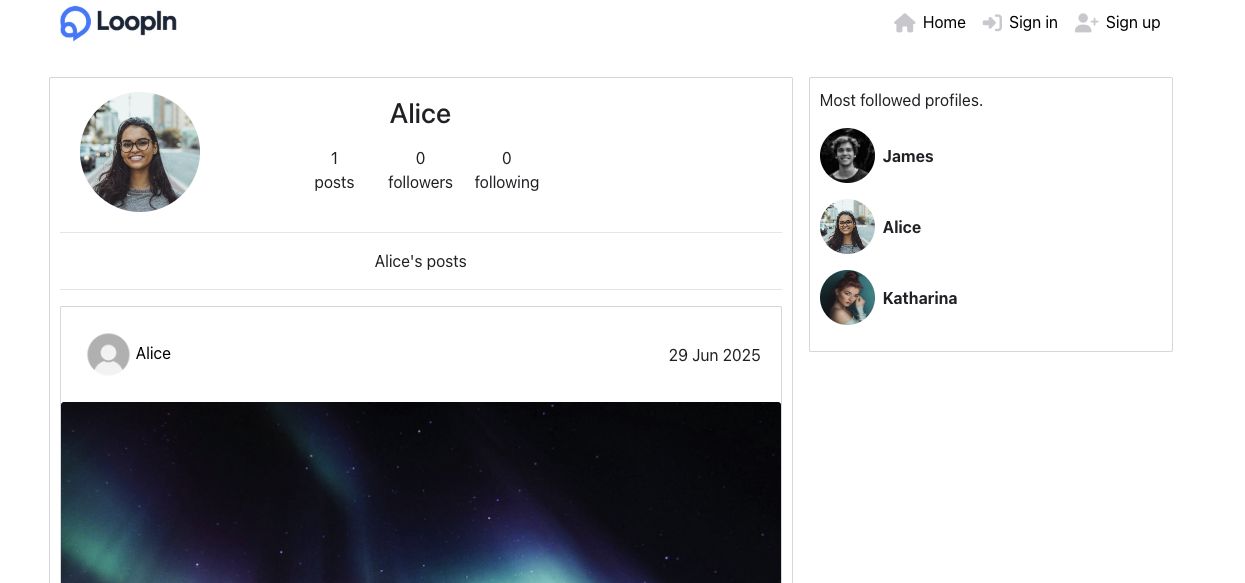 LoopIn
Home Sign in Sign up
Alice
1 0 0
posts followers following
Alice's posts
Alice 29 Jun 2025
Most followed profiles.
James
Alice
Katharina